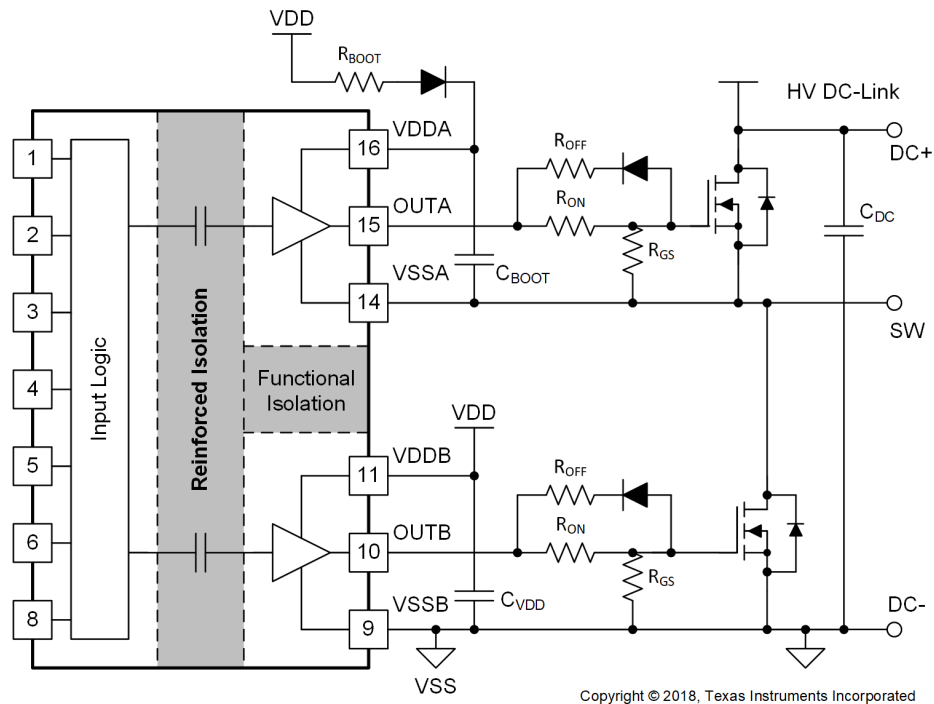 VDD
RBOOT
HV DC-Link
DC+
1
2
3
4
5
6
8
Input Logic
Reinforced Isolation
Functional
Isolation
16
VDDA
15
OUTA
14
VSSA
CBOOT
ROFF
RON
RGS
CDC
SW
VDD
11
VDDB
10
OUTB
9
VSSB
CVDD
ROFF
RON
RGS
DC-
VSS
Copyright © 2018, Texas Instruments Incorporated